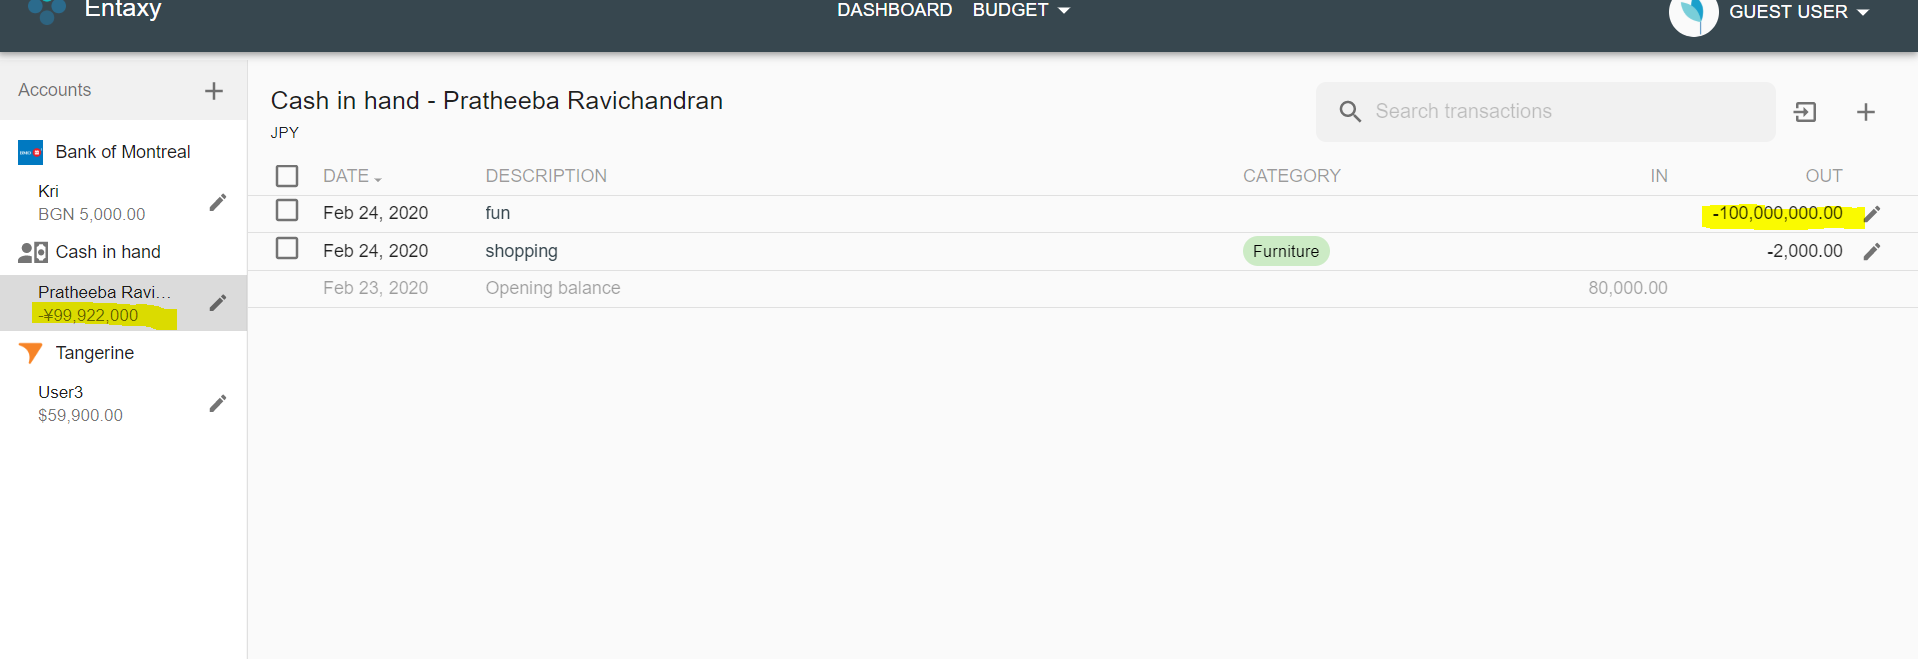 Entaxy
DASHBOARD BUDGET
GUEST USER
Accounts
Bank of Montreal
Kri
BGN 5,000.00
Cash in hand
Pratheeba Ravi...
-¥99,922,000
Tangerine
User3
$59,900.00
Cash in hand - Pratheeba Ravichandran
JPY
Search transactions
DATE DESCRIPTION CATEGORY IN OUT
Feb 24, 2020 fun -100,000,000.00
Feb 24, 2020 shopping Furniture -2,000.00
Feb 23, 2020 Opening balance 80,000.00